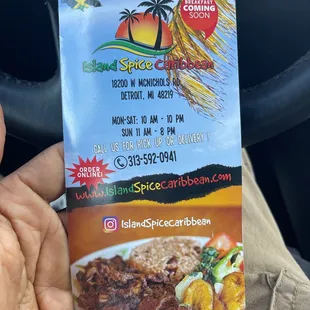 BREAKFAST
COMING
SOON
Island Spice Caribbean
18200 W MCNICHOLS RD
DETROIT, MI 48219
MON-SAT: 10 AM - 10 PM
SUN 11 AM - 8 PM
CALL US FOR PICK UP OR DELIVERY !
313-592-0941
ORDER
ONLINE!
www.IslandSpiceCaribbean.com
IslandSpiceCaribbean